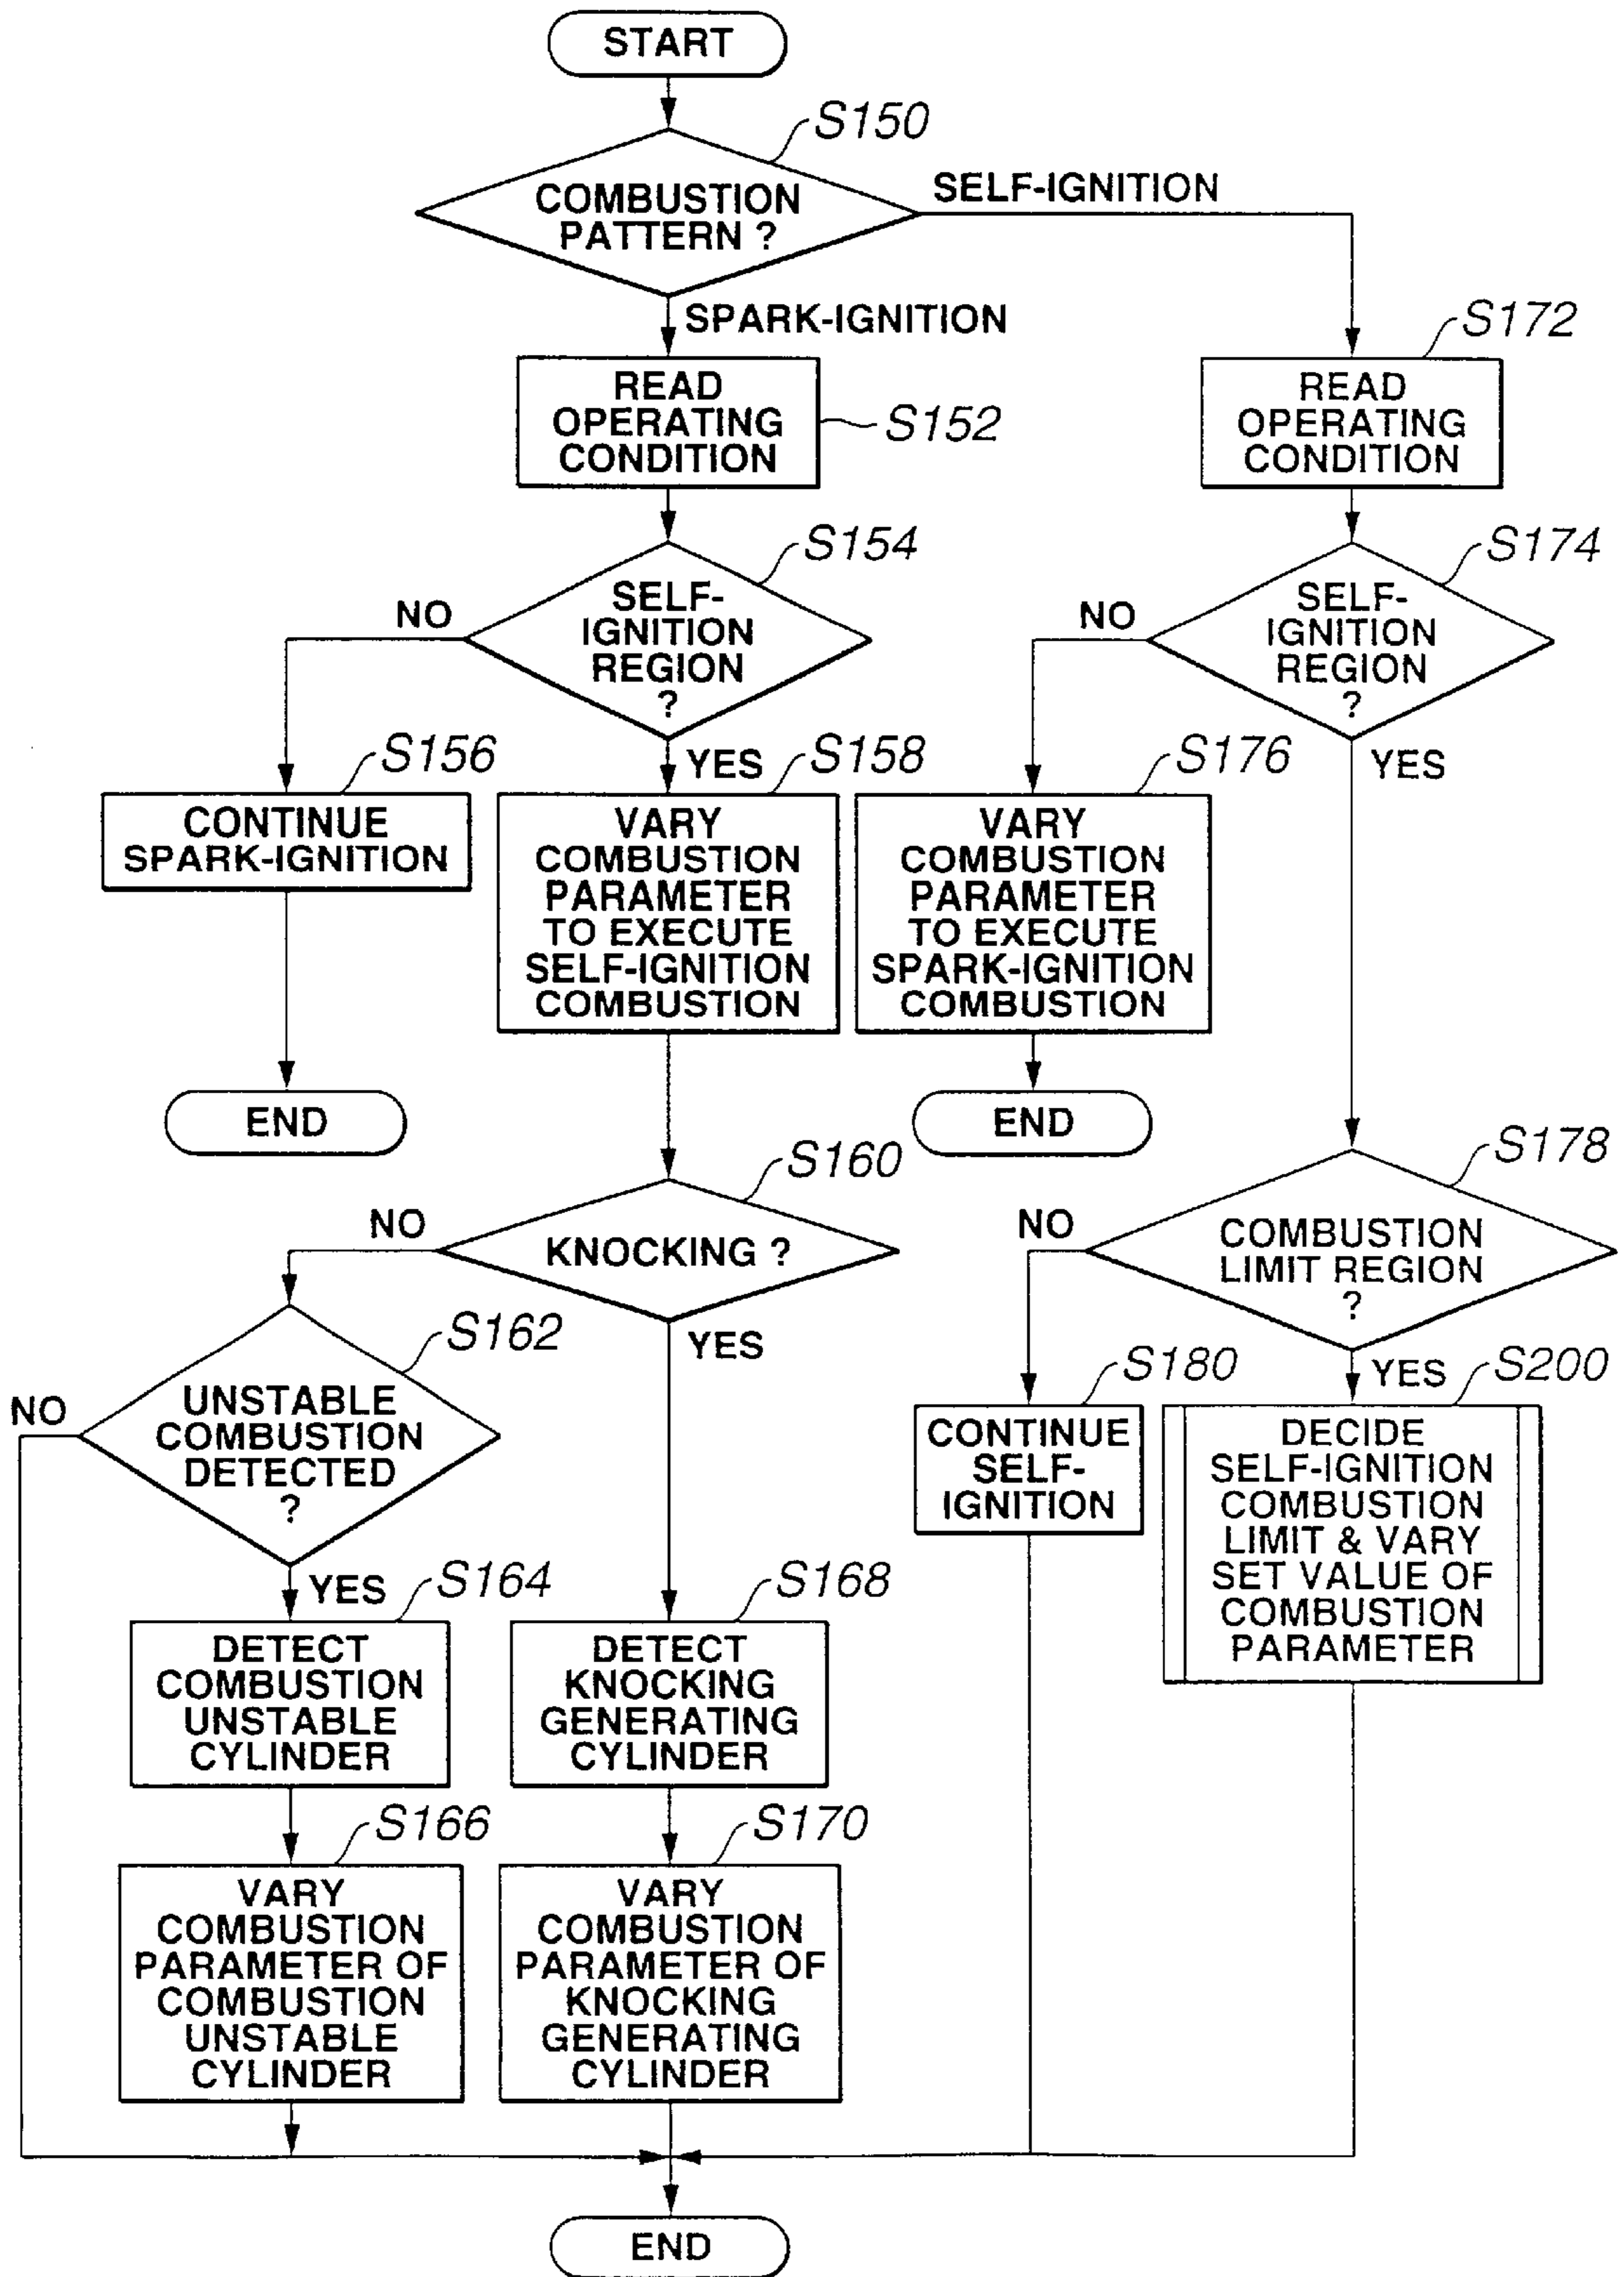 START
S150
COMBUSTION
PATTERN ?
SELF-IGNITION
SPARK-IGNITION
READ
OPERATING
CONDITION
S152
S172
READ
OPERATING
CONDITION
S154
SELF-
IGNITION
REGION
?
NO
YES
S174
SELF-
IGNITION
REGION
?
NO
YES
S156
CONTINUE
SPARK-IGNITION
END
S158
VARY
COMBUSTION
PARAMETER
TO EXECUTE
SELF-IGNITION
COMBUSTION
S176
VARY
COMBUSTION
PARAMETER
TO EXECUTE
SPARK-IGNITION
COMBUSTION
END
S160
KNOCKING ?
NO
YES
S178
COMBUSTION
LIMIT REGION
?
NO
YES
S162
UNSTABLE
COMBUSTION
DETECTED
?
NO
YES
S180
CONTINUE
SELF-
IGNITION
S200
DECIDE
SELF-IGNITION
COMBUSTION
LIMIT & VARY
SET VALUE OF
COMBUSTION
PARAMETER
S164
DETECT
COMBUSTION
UNSTABLE
CYLINDER
S168
DETECT
KNOCKING
GENERATING
CYLINDER
S166
VARY
COMBUSTION
PARAMETER OF
COMBUSTION
UNSTABLE
CYLINDER
S170
VARY
COMBUSTION
PARAMETER OF
KNOCKING
GENERATING
CYLINDER
END